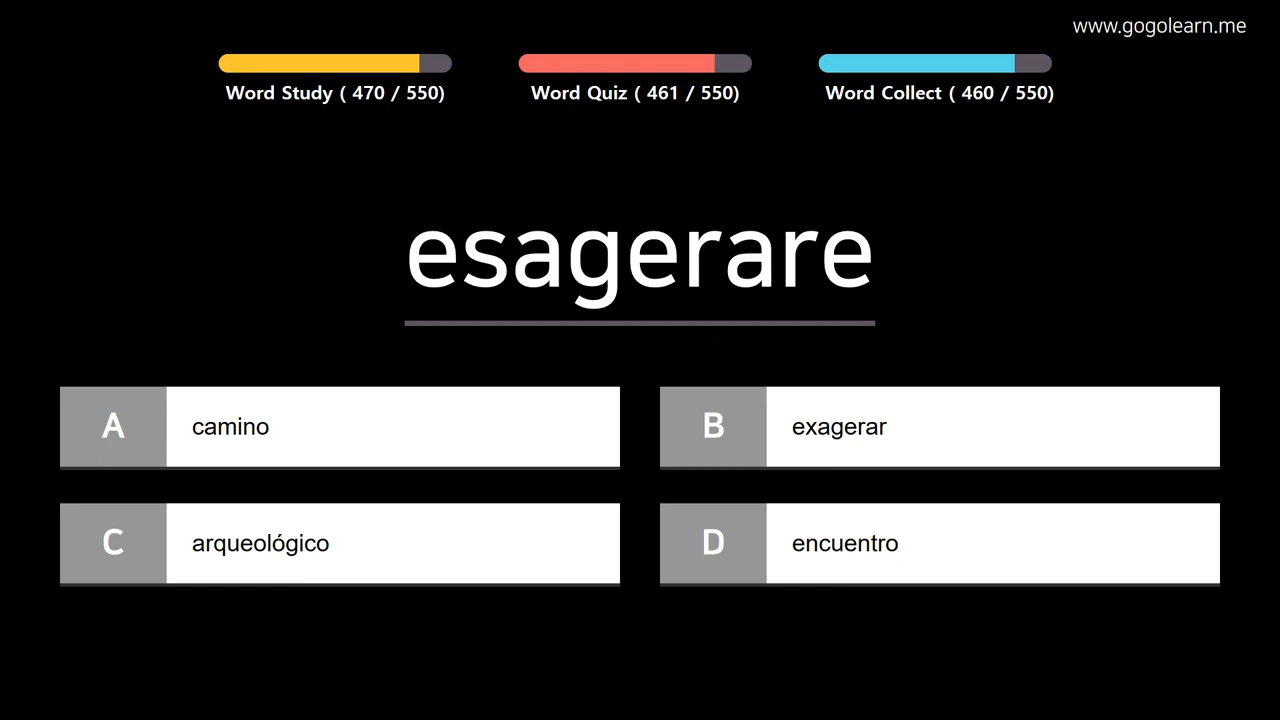 www.gogolearn.me
Word Study ( 470 / 550)
Word Quiz ( 461 / 550)
Word Collect ( 460 / 550)
esagerare
A camino
B exagerar
C arqueológico
D encuentro